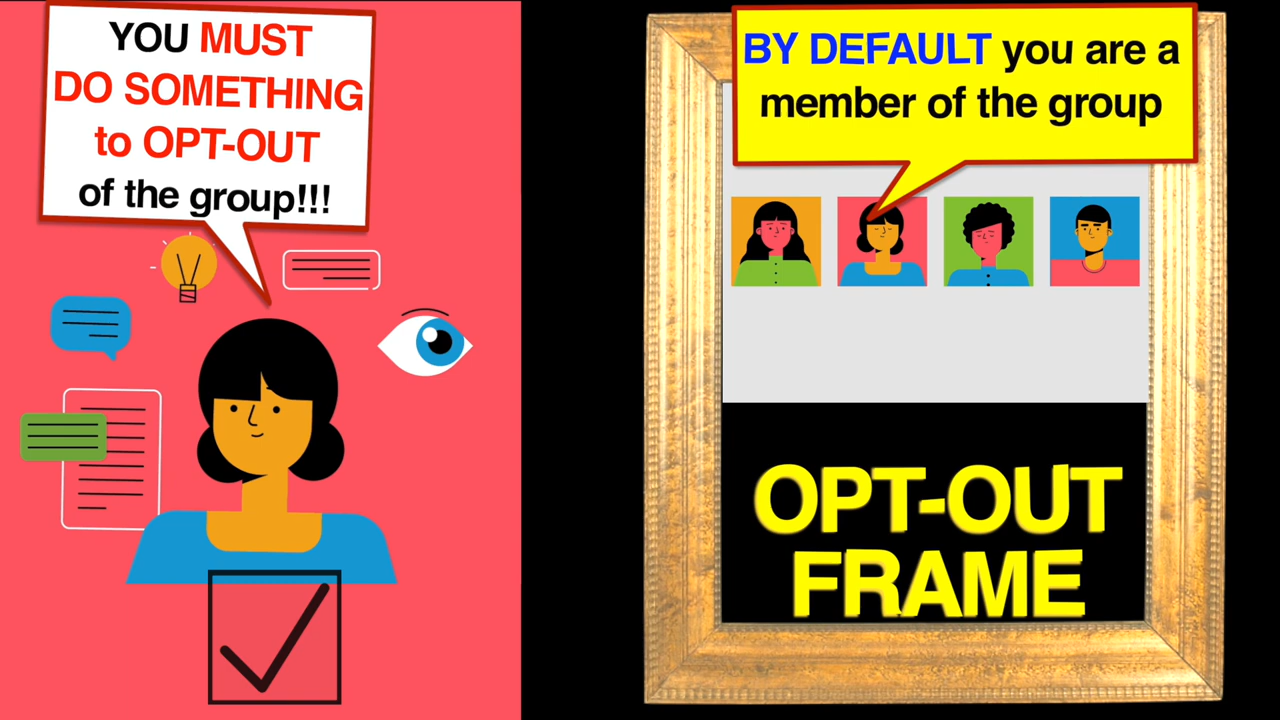 YOU MUST
DO SOMETHING
to OPT-OUT
of the group!!!
BY DEFAULT you are a
member of the group
OPT-OUT
FRAME